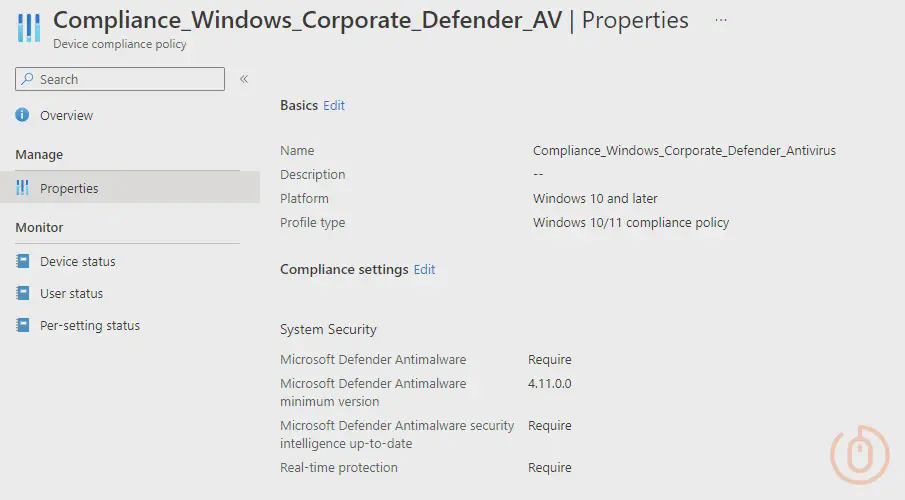 Compliance_Windows_Corporate_Defender_AV | Properties ...
Device compliance policy
Search «
Overview
Manage
Properties
Monitor
Device status
User status
Per-setting status
Basics Edit
Name Compliance_Windows_Corporate_Defender_Antivirus
Description --
Platform Windows 10 and later
Profile type Windows 10/11 compliance policy
Compliance settings Edit
System Security
Microsoft Defender Antimalware Require
Microsoft Defender Antimalware 4.11.0.0
minimum version
Microsoft Defender Antimalware security Require
intelligence up-to-date
Real-time protection Require